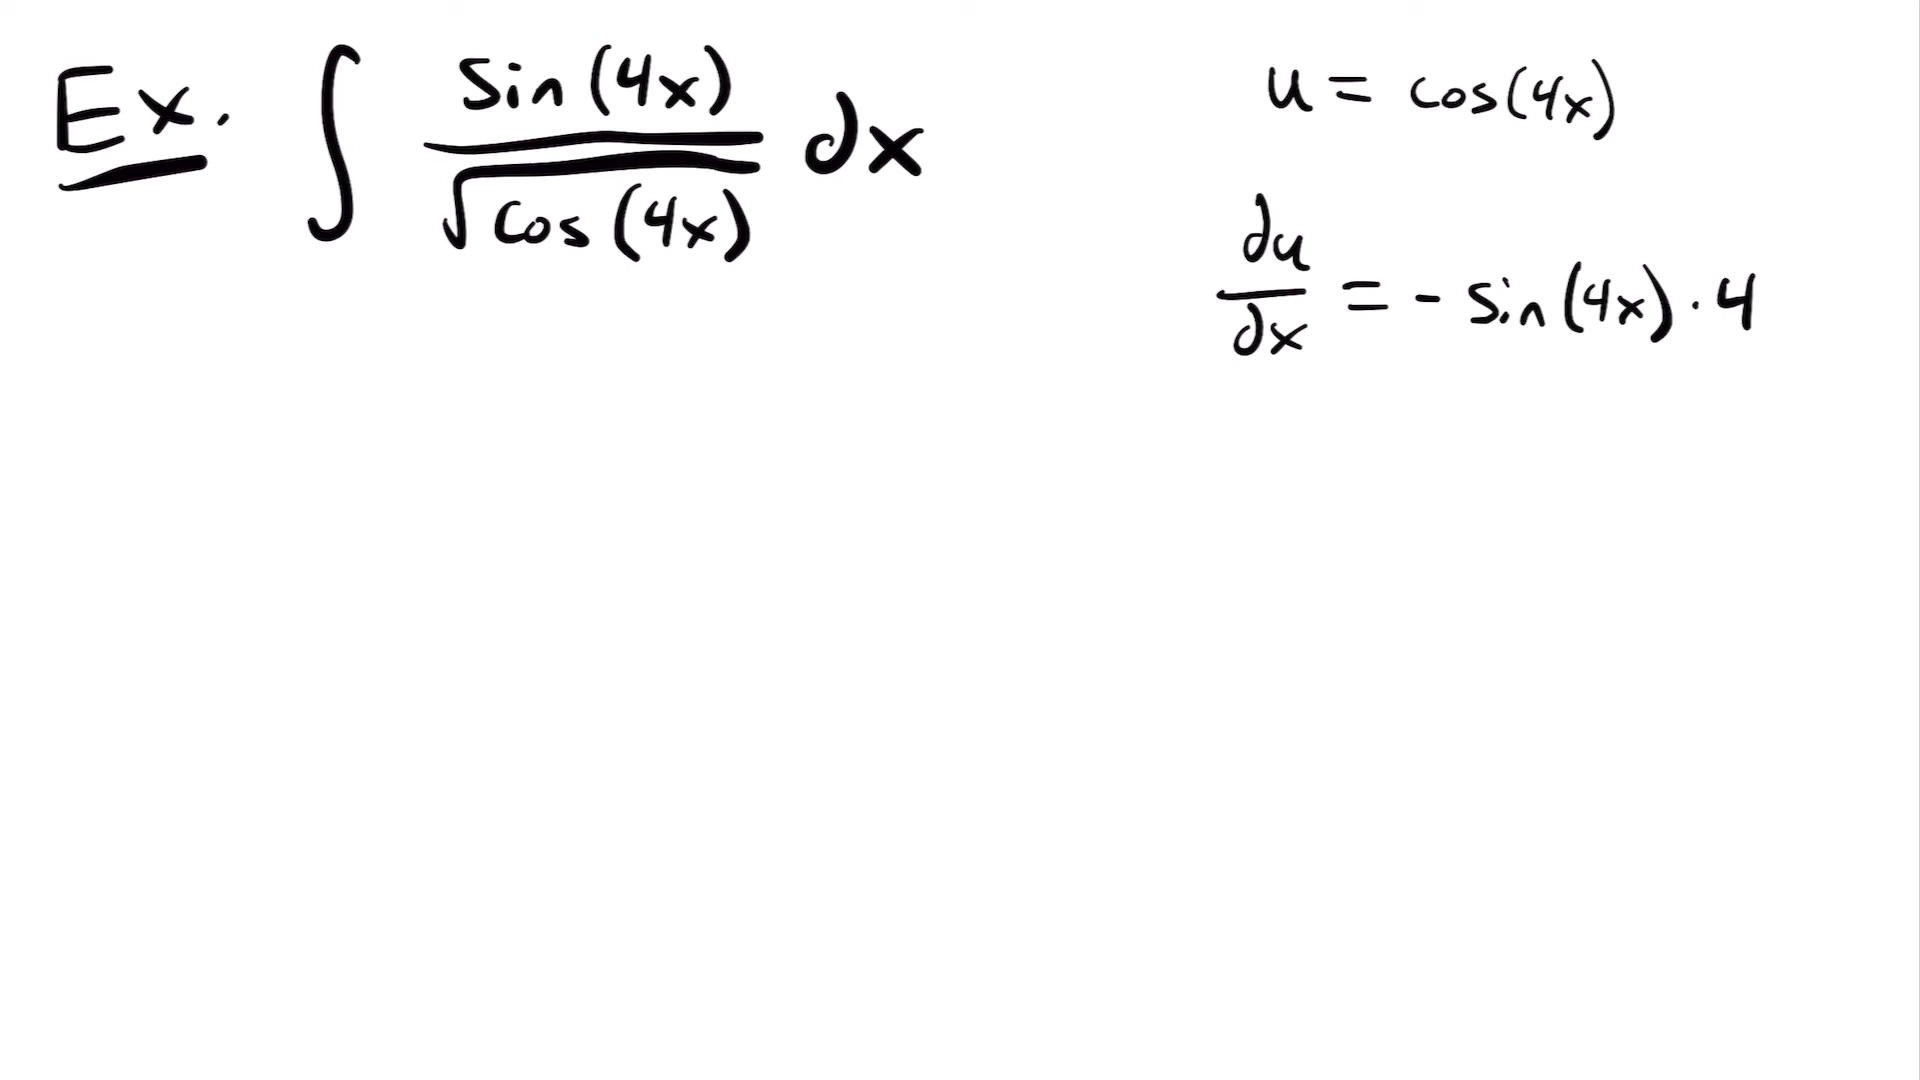 Ex. ∫ sin(4x) / √cos(4x) dx
u = cos(4x)
du/dx = - sin(4x) · 4